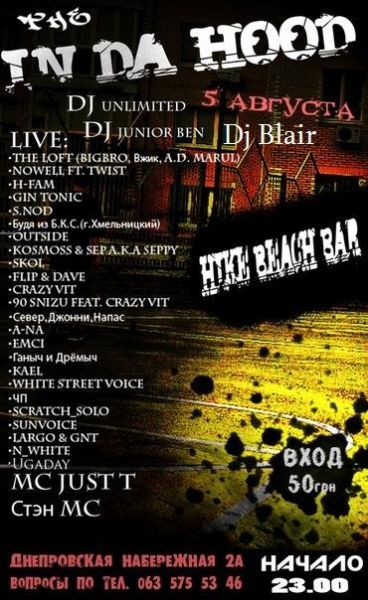 THE
IN DA HOOD
DJ UNLIMITED 5 АВГУСТА
DJ JUNIOR BEN Dj Blair
LIVE:
·THE LOFT (BIGBRO, Вжик, A.D. MARUL)
·NOWELL FT. TWIST
·H-FAM
·GIN TONIC
·S.NOD
·Будя из Б.К.С.(г.Хмельницкий)
·OUTSIDE
·KOSMOSS & SEP.A.K.A SEPPY
·SKOL
·FLIP & DAVE
·CRAZY VIT
·90 SNIZU FEAT. CRAZY VIT
·Север,Джонни,Напас
·A-NA
·EMCI
·Ганыч и Дрёмыч
·KAEL
·WHITE STREET VOICE
·ЧП
·SCRATCH_SOLO
·SUNVOICE
·LARGO & GNT
·N_WHITE
·UGADAY
MC JUST T
Стэн MC
HIKE BEACH BAR
ВХОД
50грн
ДНЕПРОВСКАЯ НАБЕРЕЖНАЯ 2А
ВОПРОСЫ ПО ТЕЛ. 063 575 53 46
НАЧАЛО
23.00